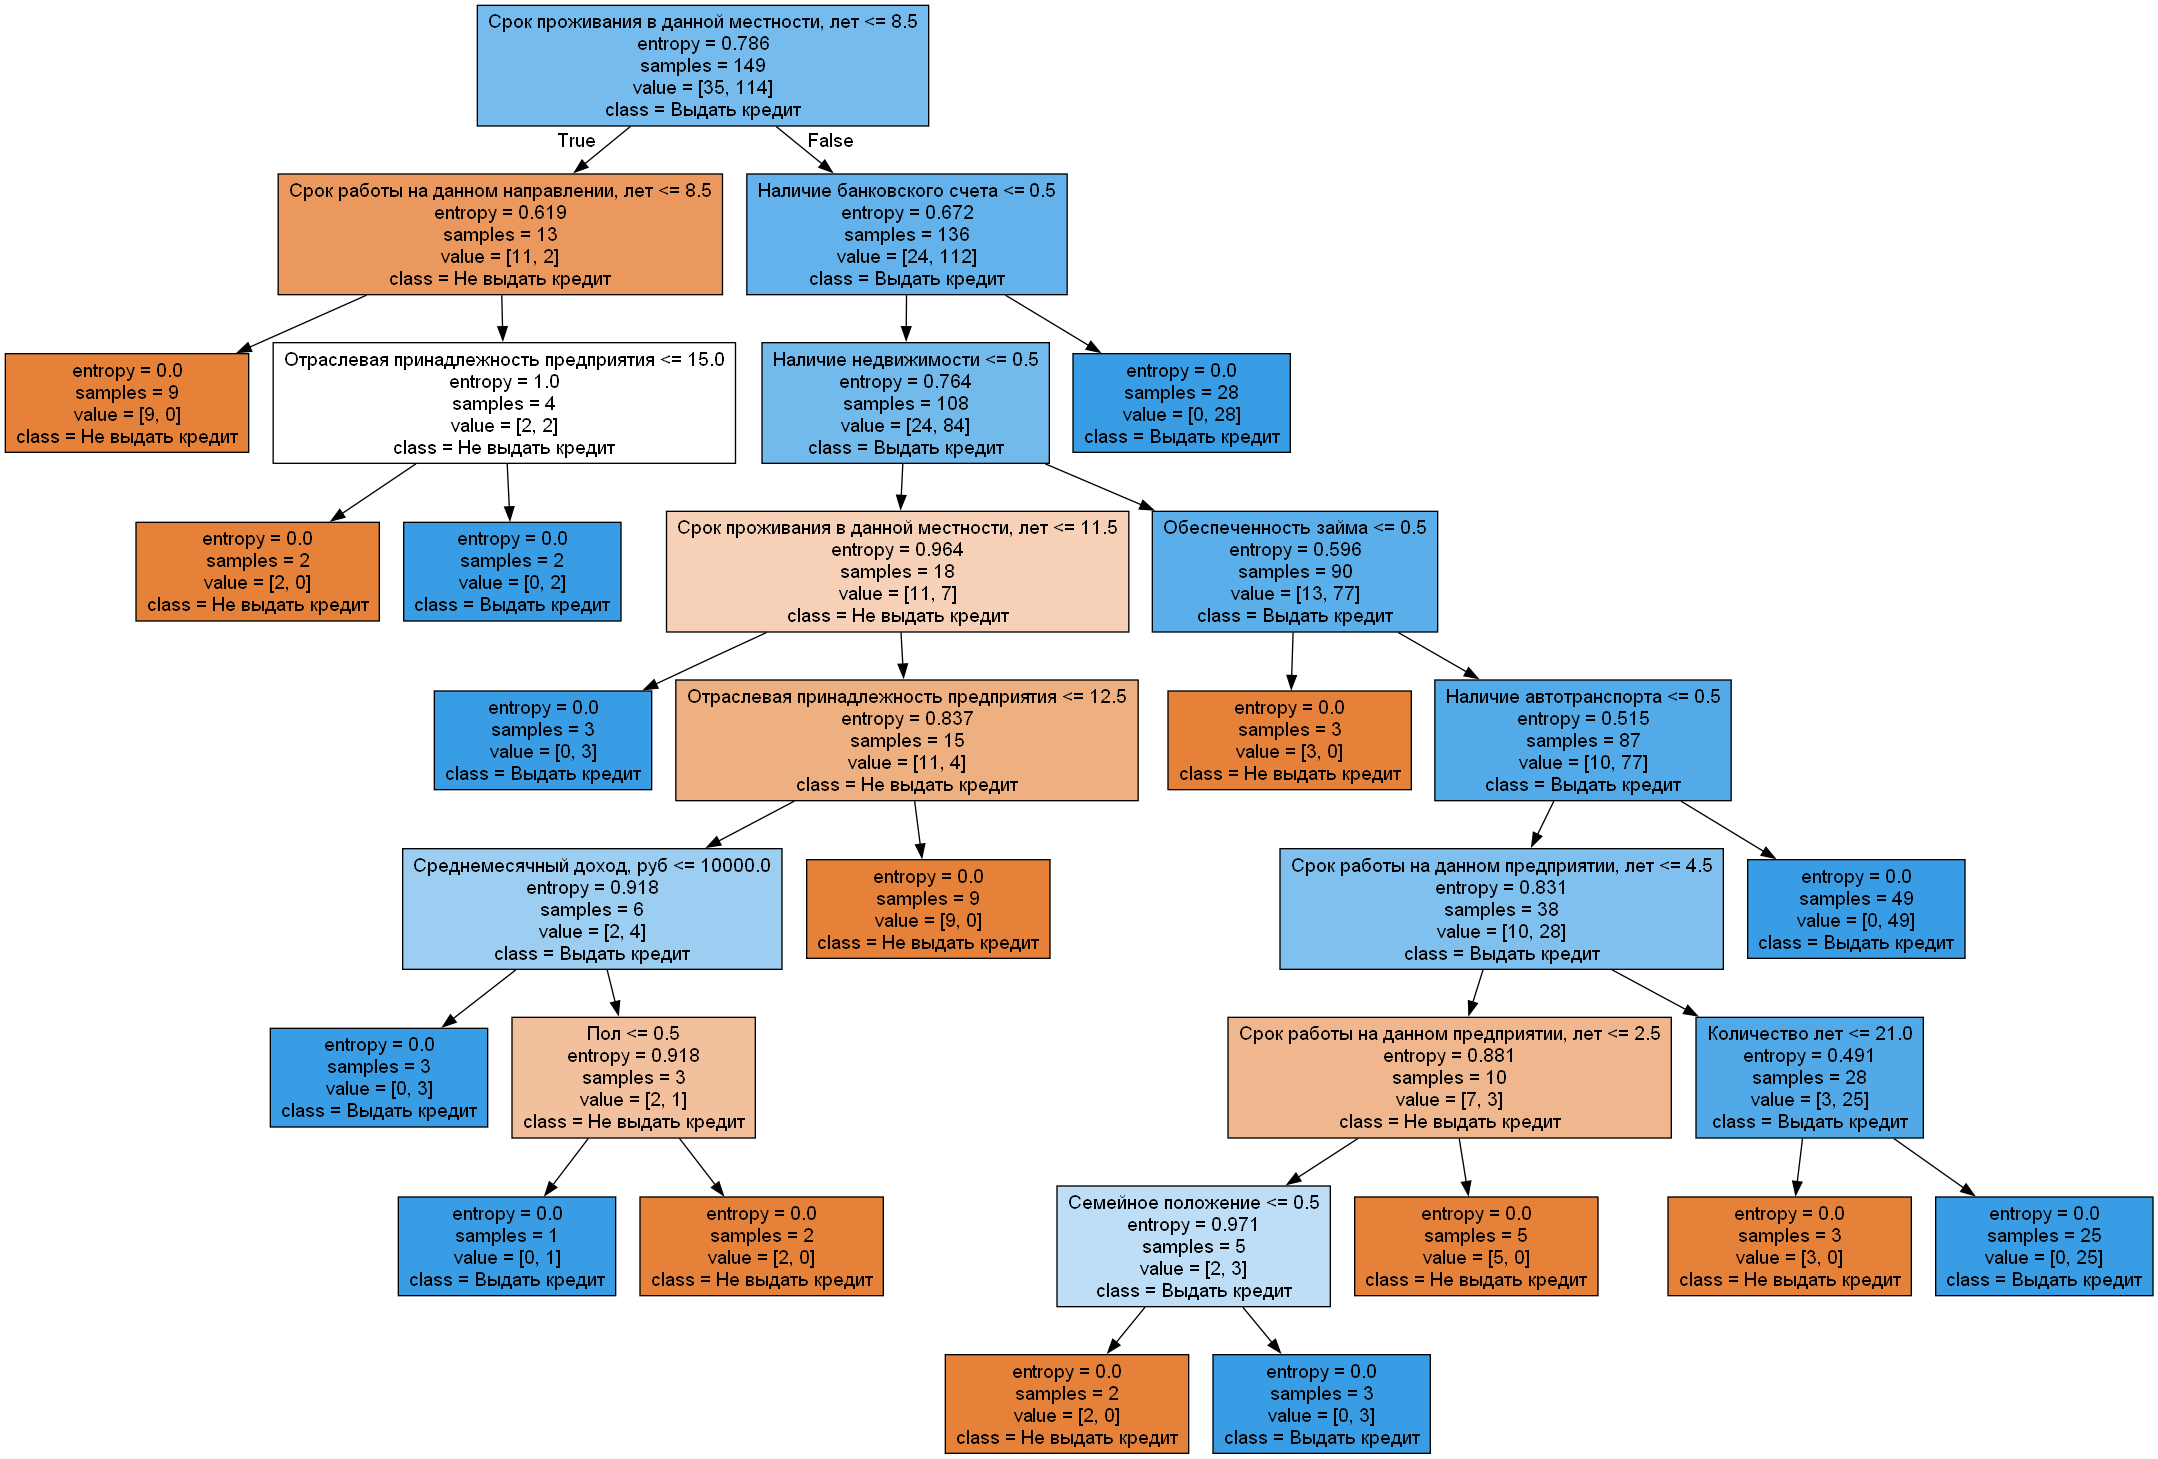 Срок проживания в данной местности, лет <= 8.5
entropy = 0.786
samples = 149
value = [35, 114]
class = Выдать кредит
True
False
Срок работы на данном направлении, лет <= 8.5
entropy = 0.619
samples = 13
value = [11, 2]
class = Не выдать кредит
Наличие банковского счета <= 0.5
entropy = 0.672
samples = 136
value = [24, 112]
class = Выдать кредит
entropy = 0.0
samples = 9
value = [9, 0]
class = Не выдать кредит
Отраслевая принадлежность предприятия <= 15.0
entropy = 1.0
samples = 4
value = [2, 2]
class = Не выдать кредит
Наличие недвижимости <= 0.5
entropy = 0.764
samples = 108
value = [24, 84]
class = Выдать кредит
entropy = 0.0
samples = 28
value = [0, 28]
class = Выдать кредит
entropy = 0.0
samples = 2
value = [2, 0]
class = Не выдать кредит
entropy = 0.0
samples = 2
value = [0, 2]
class = Выдать кредит
Срок проживания в данной местности, лет <= 11.5
entropy = 0.964
samples = 18
value = [11, 7]
class = Не выдать кредит
Обеспеченность займа <= 0.5
entropy = 0.596
samples = 90
value = [13, 77]
class = Выдать кредит
entropy = 0.0
samples = 3
value = [0, 3]
class = Выдать кредит
Отраслевая принадлежность предприятия <= 12.5
entropy = 0.837
samples = 15
value = [11, 4]
class = Не выдать кредит
entropy = 0.0
samples = 3
value = [3, 0]
class = Не выдать кредит
Наличие автотранспорта <= 0.5
entropy = 0.515
samples = 87
value = [10, 77]
class = Выдать кредит
Среднемесячный доход, руб <= 10000.0
entropy = 0.918
samples = 6
value = [2, 4]
class = Выдать кредит
entropy = 0.0
samples = 9
value = [9, 0]
class = Не выдать кредит
Срок работы на данном предприятии, лет <= 4.5
entropy = 0.831
samples = 38
value = [10, 28]
class = Выдать кредит
entropy = 0.0
samples = 49
value = [0, 49]
class = Выдать кредит
entropy = 0.0
samples = 3
value = [0, 3]
class = Выдать кредит
Пол <= 0.5
entropy = 0.918
samples = 3
value = [2, 1]
class = Не выдать кредит
Срок работы на данном предприятии, лет <= 2.5
entropy = 0.881
samples = 10
value = [7, 3]
class = Не выдать кредит
Количество лет <= 21.0
entropy = 0.491
samples = 28
value = [3, 25]
class = Выдать кредит
entropy = 0.0
samples = 1
value = [0, 1]
class = Выдать кредит
entropy = 0.0
samples = 2
value = [2, 0]
class = Не выдать кредит
Семейное положение <= 0.5
entropy = 0.971
samples = 5
value = [2, 3]
class = Выдать кредит
entropy = 0.0
samples = 5
value = [5, 0]
class = Не выдать кредит
entropy = 0.0
samples = 3
value = [3, 0]
class = Не выдать кредит
entropy = 0.0
samples = 25
value = [0, 25]
class = Выдать кредит
entropy = 0.0
samples = 2
value = [2, 0]
class = Не выдать кредит
entropy = 0.0
samples = 3
value = [0, 3]
class = Выдать кредит